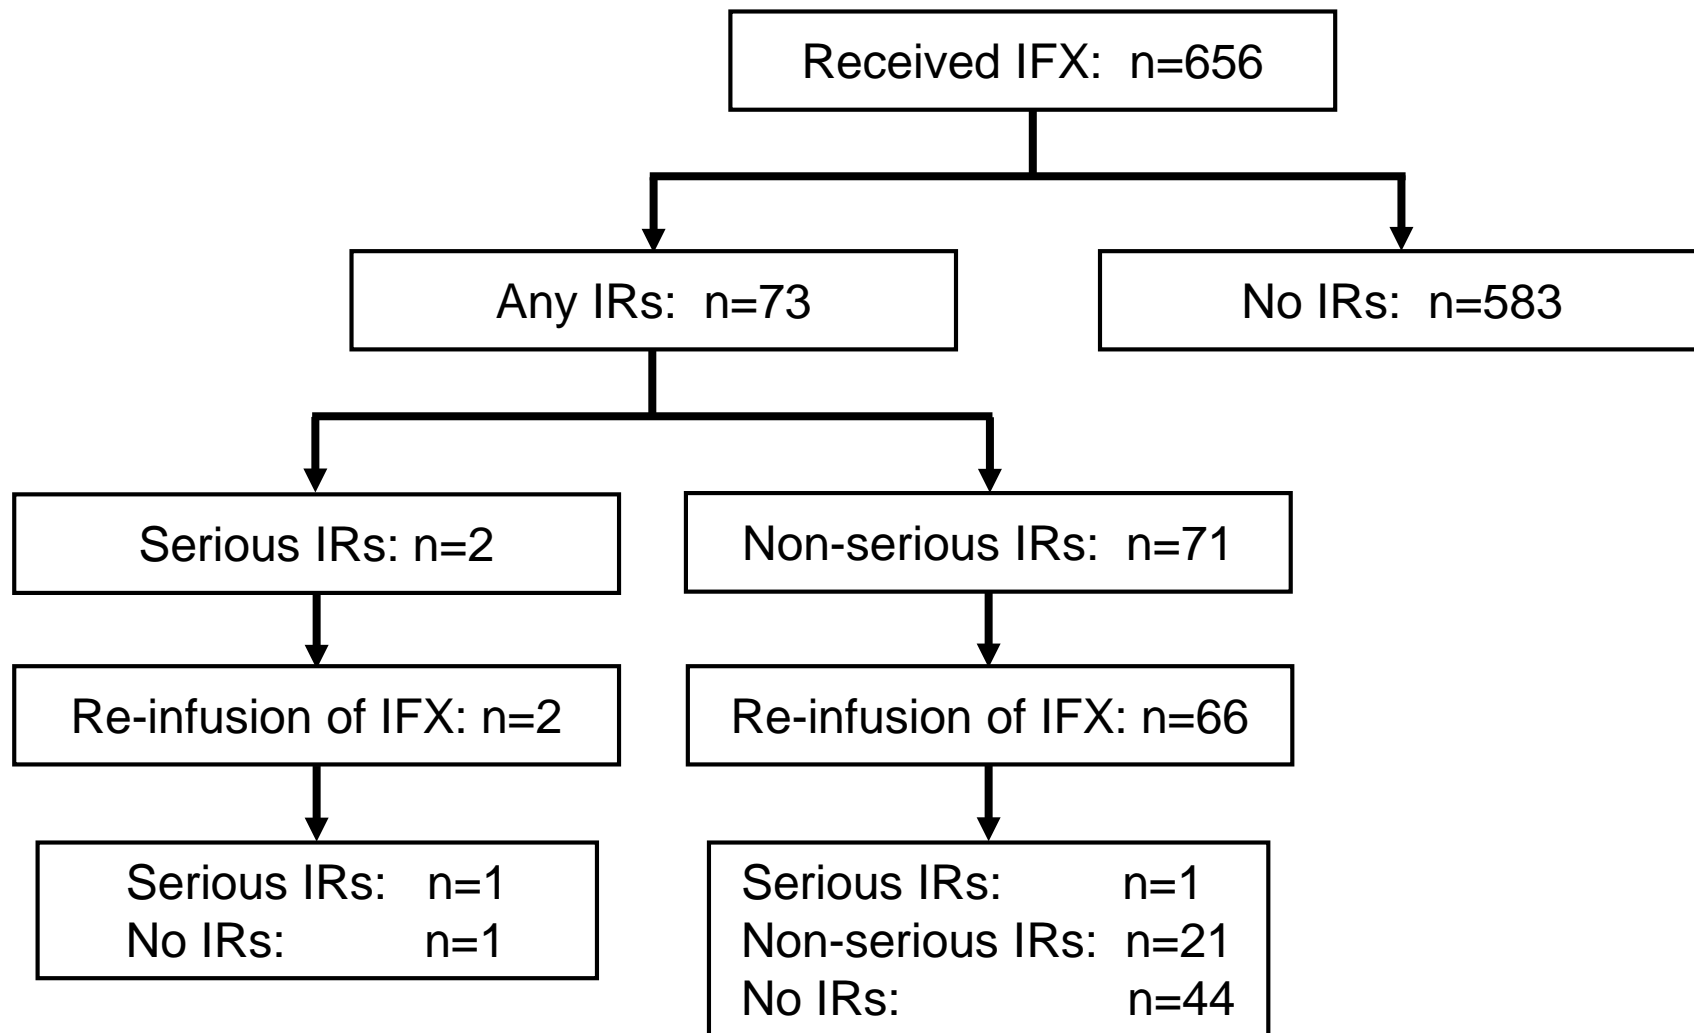 Received IFX: n=656
Any IRs: n=73
No IRs: n=583
Serious IRs: n=2
Non-serious IRs: n=71
Re-infusion of IFX: n=2
Re-infusion of IFX: n=66
Serious IRs: n=1
No IRs: n=1
Serious IRs: n=1
Non-serious IRs: n=21
No IRs: n=44